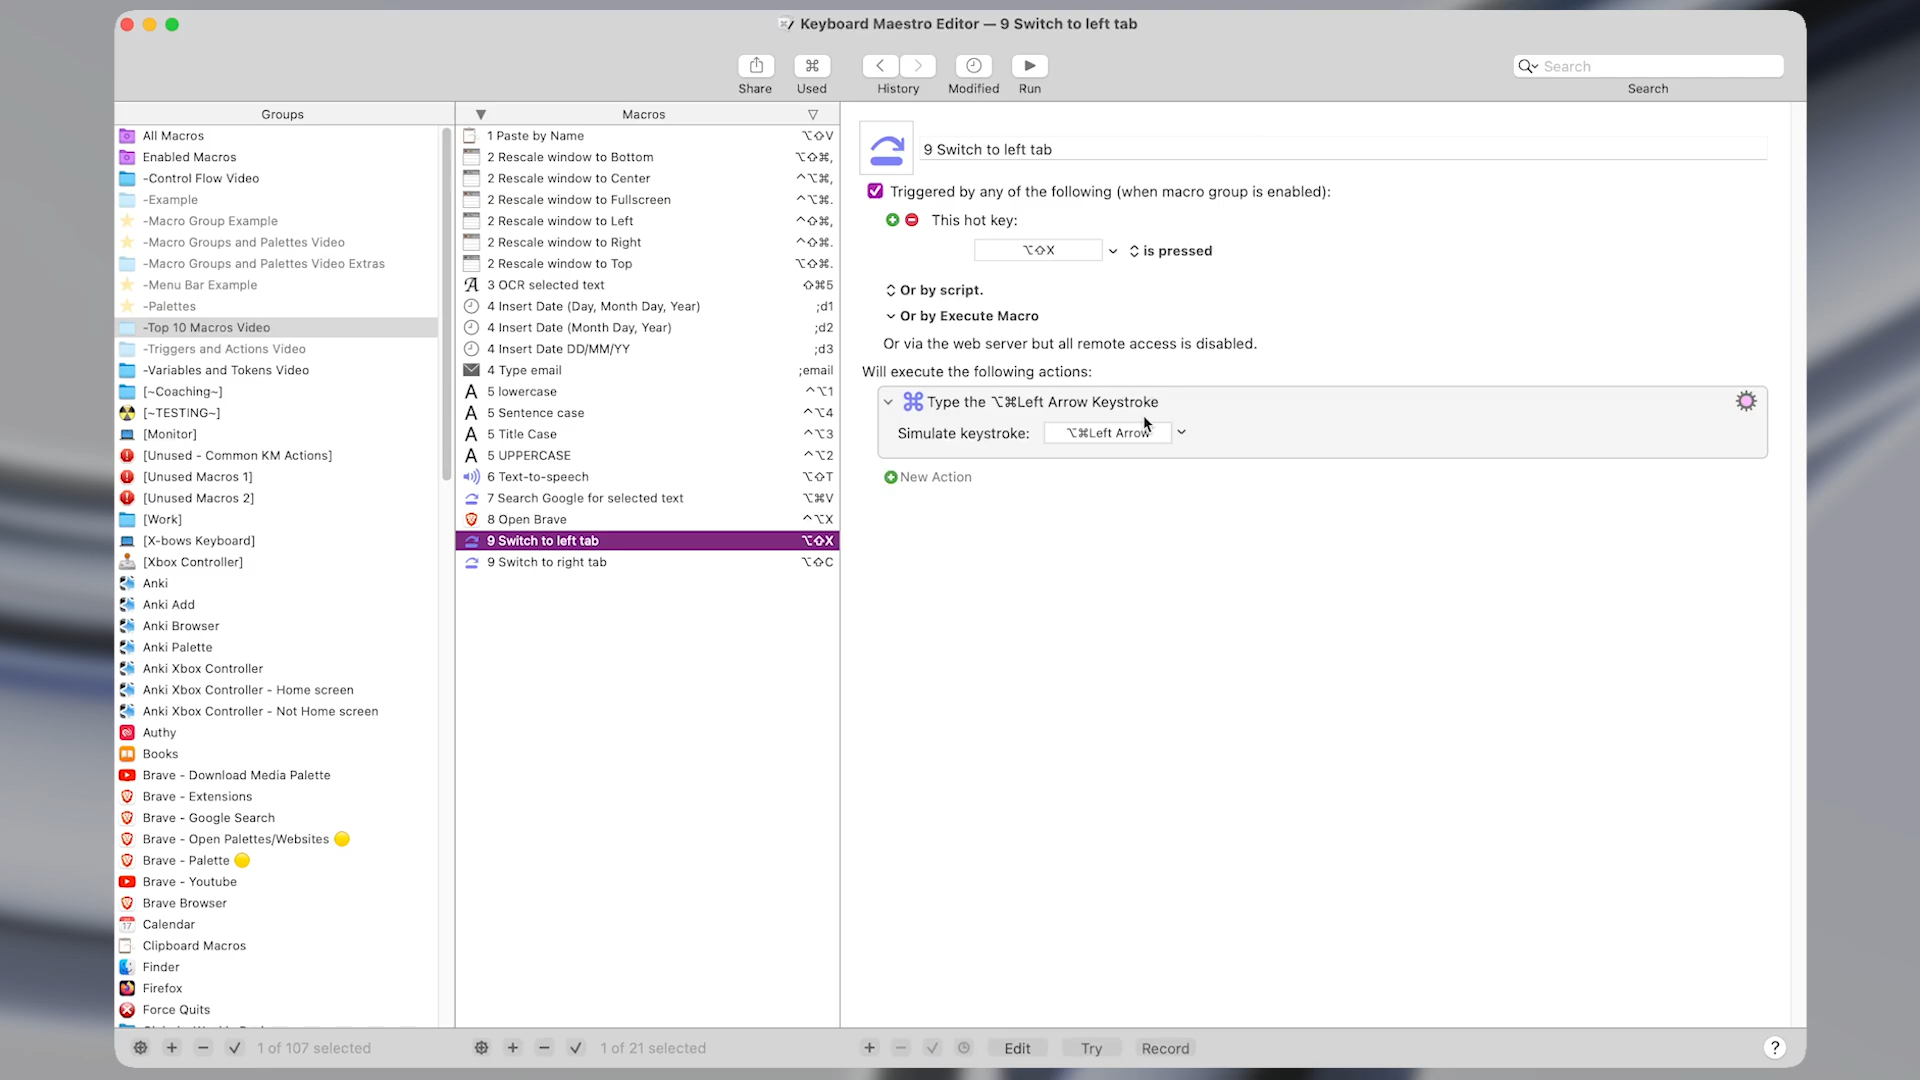 Keyboard Maestro Editor — 9 Switch to left tab
Share
Used
History
Modified
Run
Search
Search
Groups
Macros
All Macros
Enabled Macros
-Control Flow Video
-Example
-Macro Group Example
-Macro Groups and Palettes Video
-Macro Groups and Palettes Video Extras
-Menu Bar Example
-Palettes
-Top 10 Macros Video
-Triggers and Actions Video
-Variables and Tokens Video
[~Coaching~]
[~TESTING~]
[Monitor]
[Unused - Common KM Actions]
[Unused Macros 1]
[Unused Macros 2]
[Work]
[X-bows Keyboard]
[Xbox Controller]
Anki
Anki Add
Anki Browser
Anki Palette
Anki Xbox Controller
Anki Xbox Controller - Home screen
Anki Xbox Controller - Not Home screen
Authy
Books
Brave - Download Media Palette
Brave - Extensions
Brave - Google Search
Brave - Open Palettes/Websites
Brave - Palette
Brave - Youtube
Brave Browser
Calendar
Clipboard Macros
Finder
Firefox
Force Quits
1 of 107 selected
1 Paste by Name ⌥⇧V
2 Rescale window to Bottom ⌥⇧⌘,
2 Rescale window to Center ^⌥⌘,
2 Rescale window to Fullscreen ^⌥⌘.
2 Rescale window to Left ^⇧⌘,
2 Rescale window to Right ^⇧⌘.
2 Rescale window to Top ⌥⇧⌘.
3 OCR selected text ⇧⌘5
4 Insert Date (Day, Month Day, Year) ;d1
4 Insert Date (Month Day, Year) ;d2
4 Insert Date DD/MM/YY ;d3
4 Type email ;email
5 lowercase ^⌥1
5 Sentence case ^⌥4
5 Title Case ^⌥3
5 UPPERCASE ^⌥2
6 Text-to-speech ⌥⇧T
7 Search Google for selected text ⌥⌘V
8 Open Brave ^⌥X
9 Switch to left tab ⌥⇧X
9 Switch to right tab ⌥⇧C
1 of 21 selected
9 Switch to left tab
Triggered by any of the following (when macro group is enabled):
This hot key:
⌥⇧X is pressed
Or by script.
Or by Execute Macro
Or via the web server but all remote access is disabled.
Will execute the following actions:
Type the ⌥⌘Left Arrow Keystroke
Simulate keystroke: ⌥⌘Left Arrow
New Action
Edit
Try
Record
?